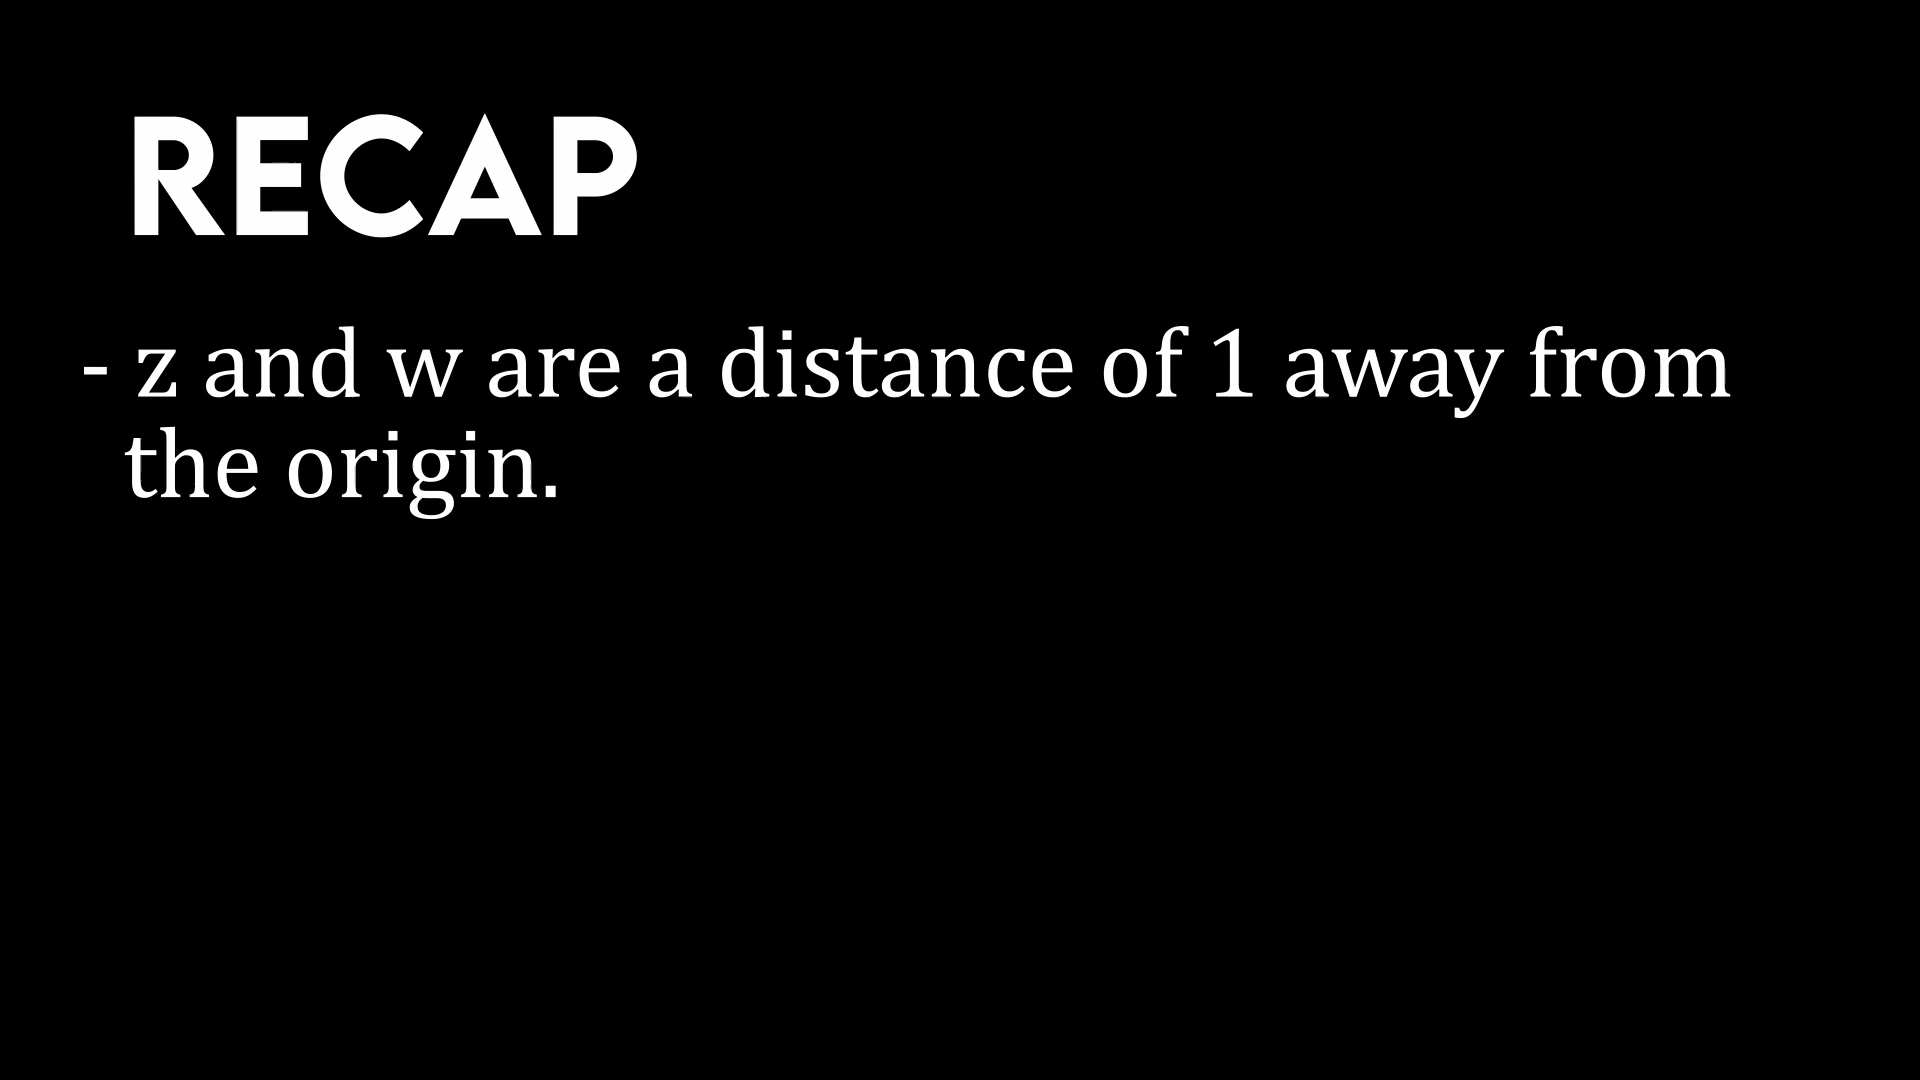 RECAP
- z and w are a distance of 1 away from
the origin.